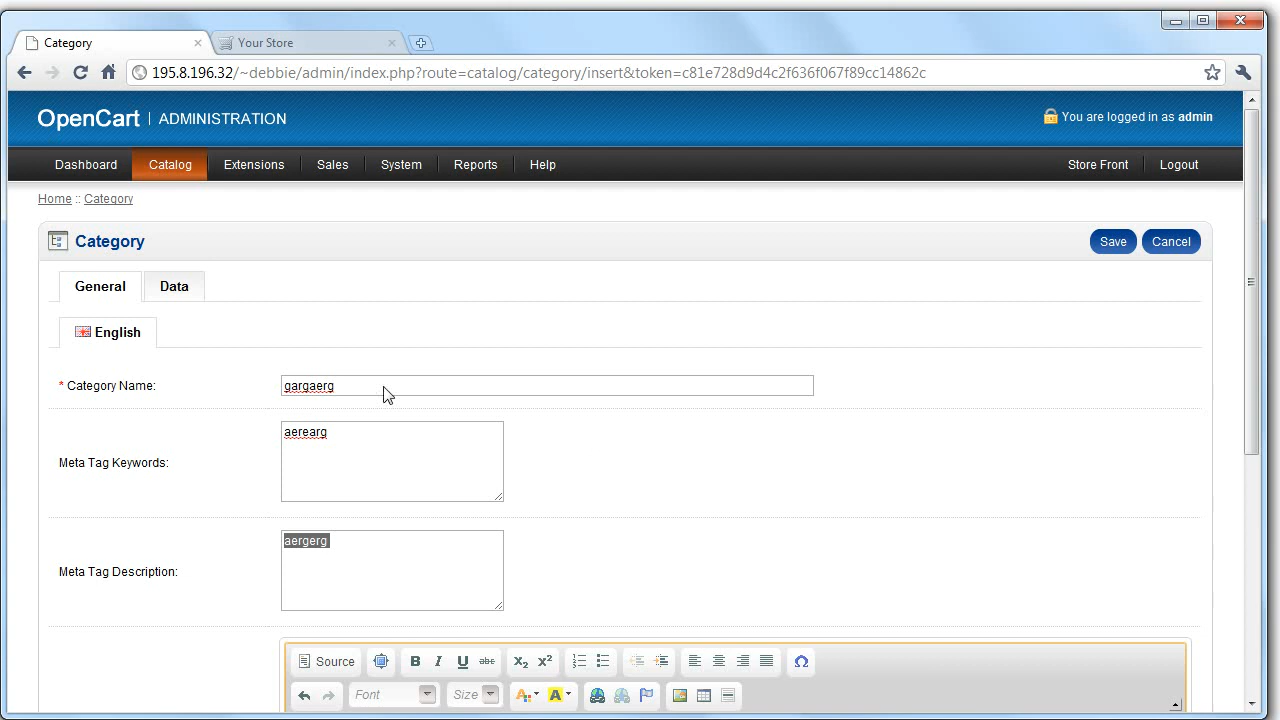 Category
Your Store
195.8.196.32/~debbie/admin/index.php?route=catalog/category/insert&token=c81e728d9d4c2f636f067f89cc14862c
OpenCart | ADMINISTRATION
You are logged in as admin
Dashboard Catalog Extensions Sales System Reports Help Store Front Logout
Home :: Category
Category
Save Cancel
General Data
English
* Category Name: gargaerg
Meta Tag Keywords: aerearg
Meta Tag Description: aergerg
Source B I U abc X2 X2 Ω
Font Size A A